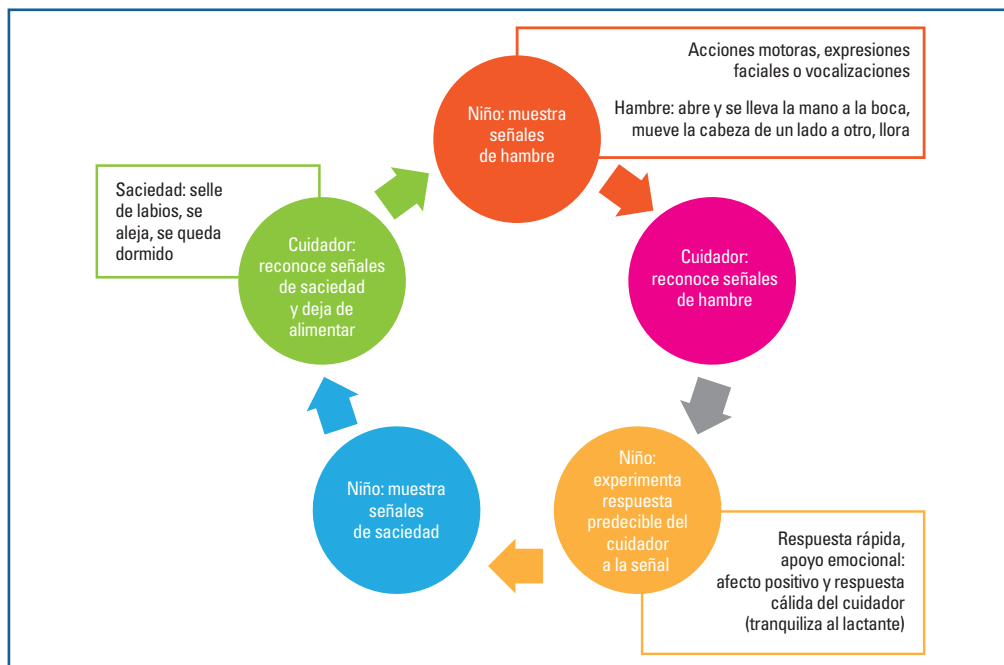 Niño: muestra
señales
de hambre
Acciones motoras, expresiones
faciales o vocalizaciones
Hambre: abre y se lleva la mano a la boca,
mueve la cabeza de un lado a otro, llora
Cuidador:
reconoce señales
de hambre
Niño:
experimenta
respuesta
predecible del
cuidador
a la señal
Respuesta rápida,
apoyo emocional:
afecto positivo y respuesta
cálida del cuidador
(tranquiliza al lactante)
Niño: muestra
señales
de saciedad
Cuidador:
reconoce señales
de saciedad
y deja de
alimentar
Saciedad: selle
de labios, se
aleja, se queda
dormido